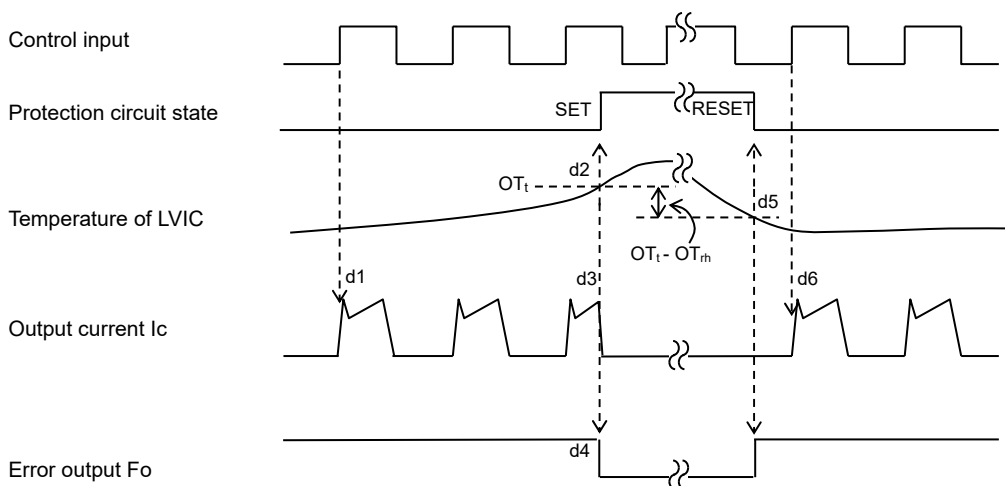 Control input
Protection circuit state
SET
RESET
d2
OTₜ
d5
Temperature of LVIC
OTₜ - OTᵣₕ
d1
d3
d6
Output current Ic
d4
Error output Fo